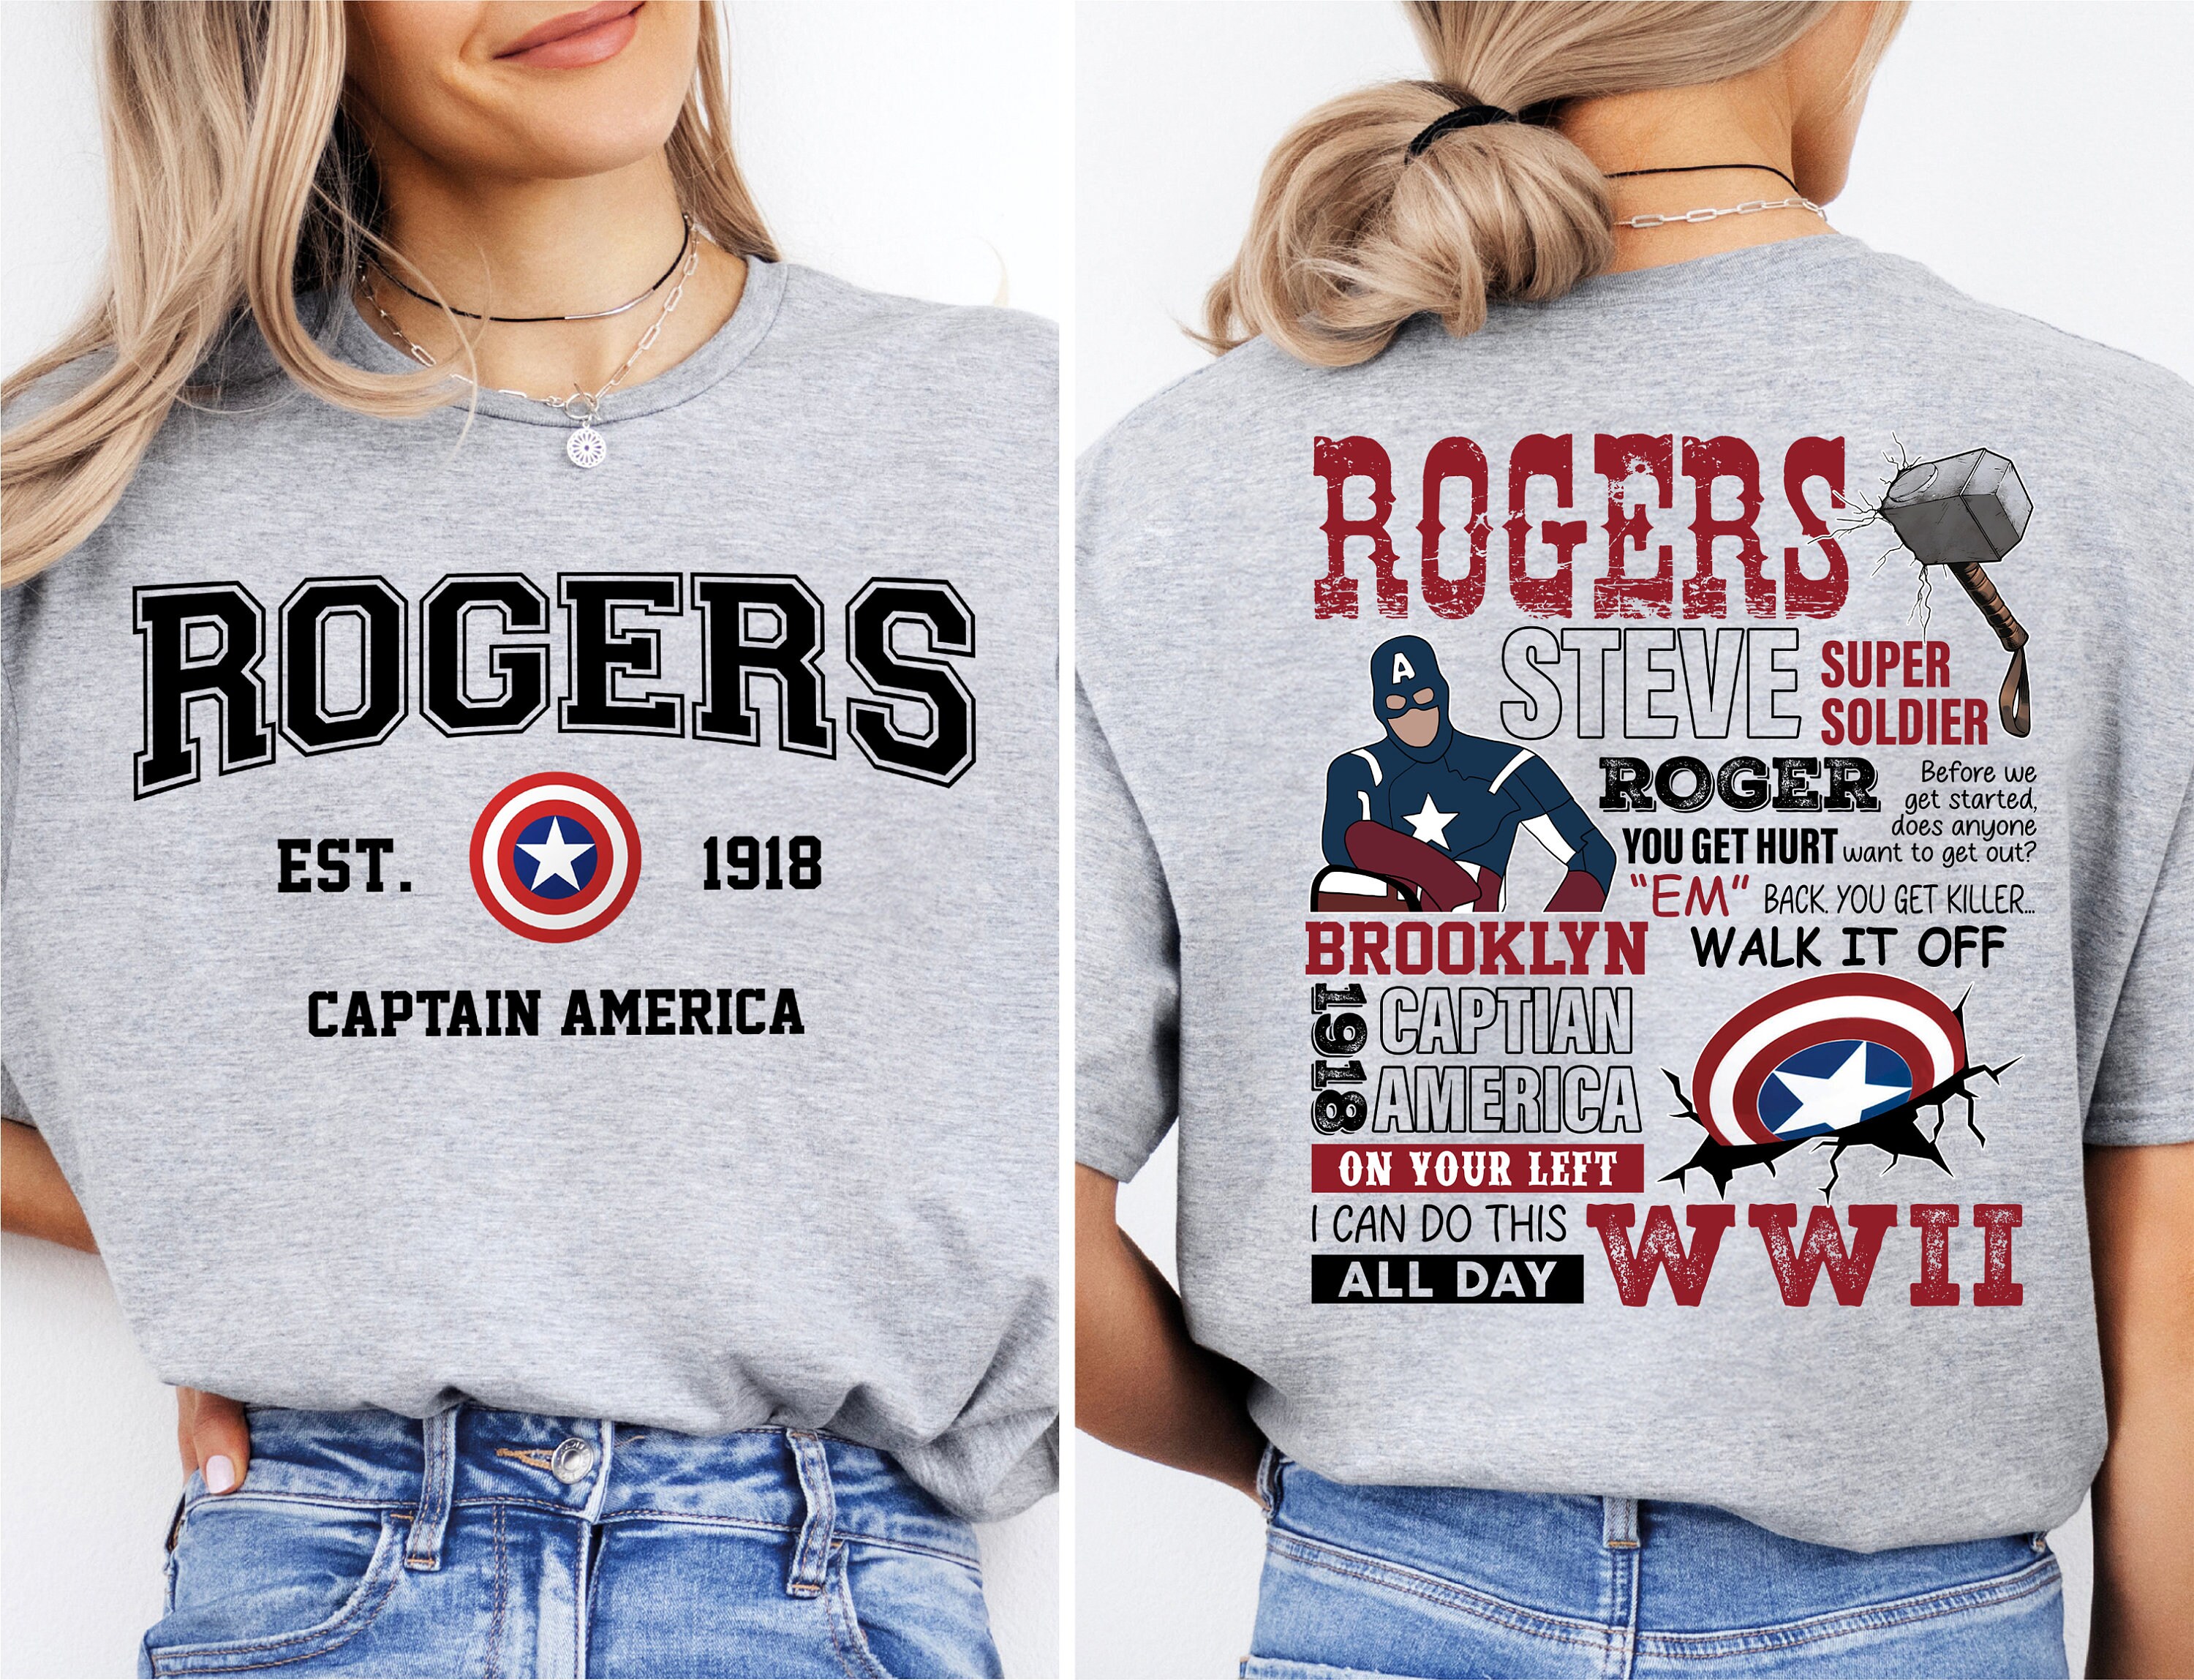 ROGERS
EST. 1918
CAPTAIN AMERICA
ROGERS
A
STEVE
SUPER
SOLDIER
ROGER
Before we
get started,
does anyone
want to get out?
YOU GET HURT
"EM" BACK. YOU GET KILLER...
WALK IT OFF
BROOKLYN
1918
CAPTIAN
AMERICA
ON YOUR LEFT
I CAN DO THIS
ALL DAY
WWII